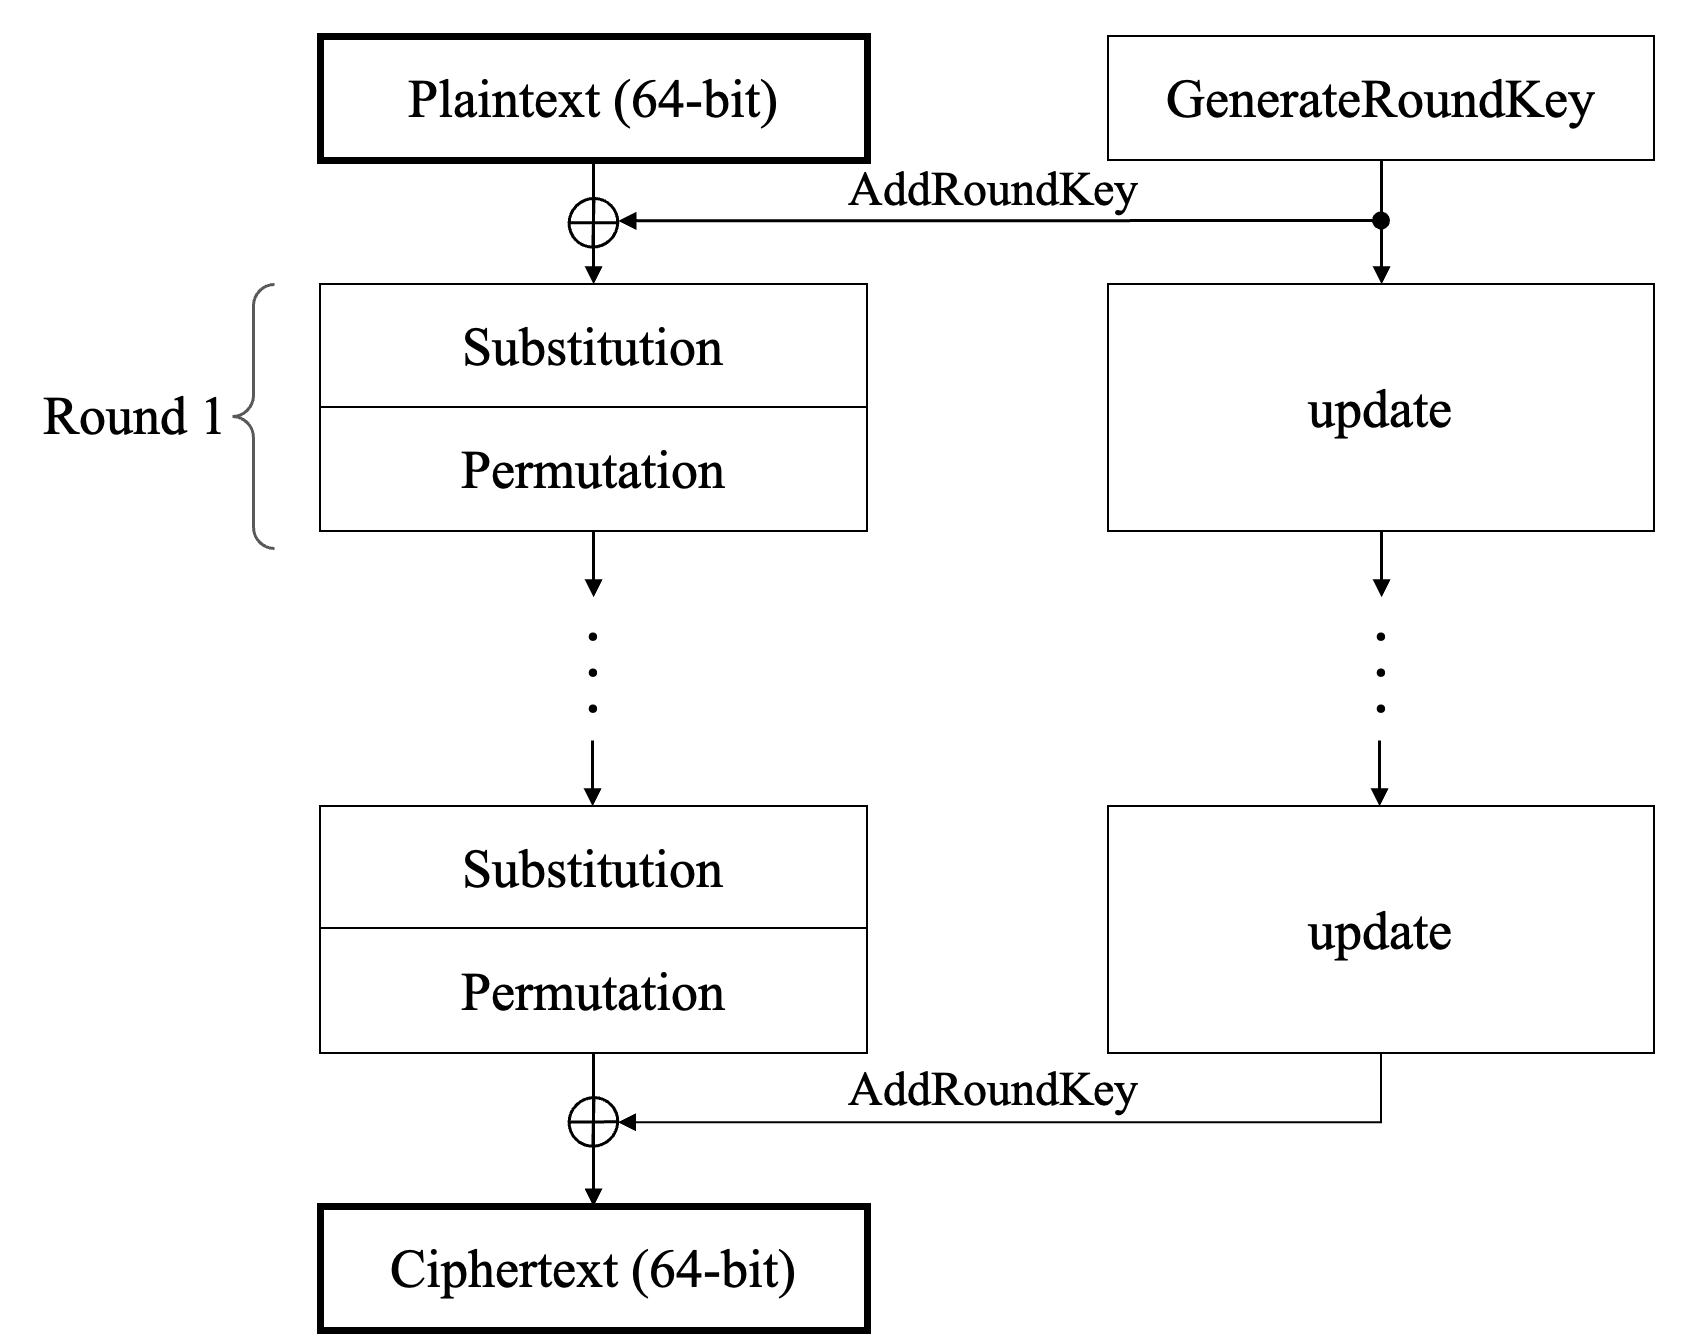 Plaintext (64-bit)
GenerateRoundKey
AddRoundKey
Substitution
Round 1
update
Permutation
Substitution
update
Permutation
AddRoundKey
Ciphertext (64-bit)